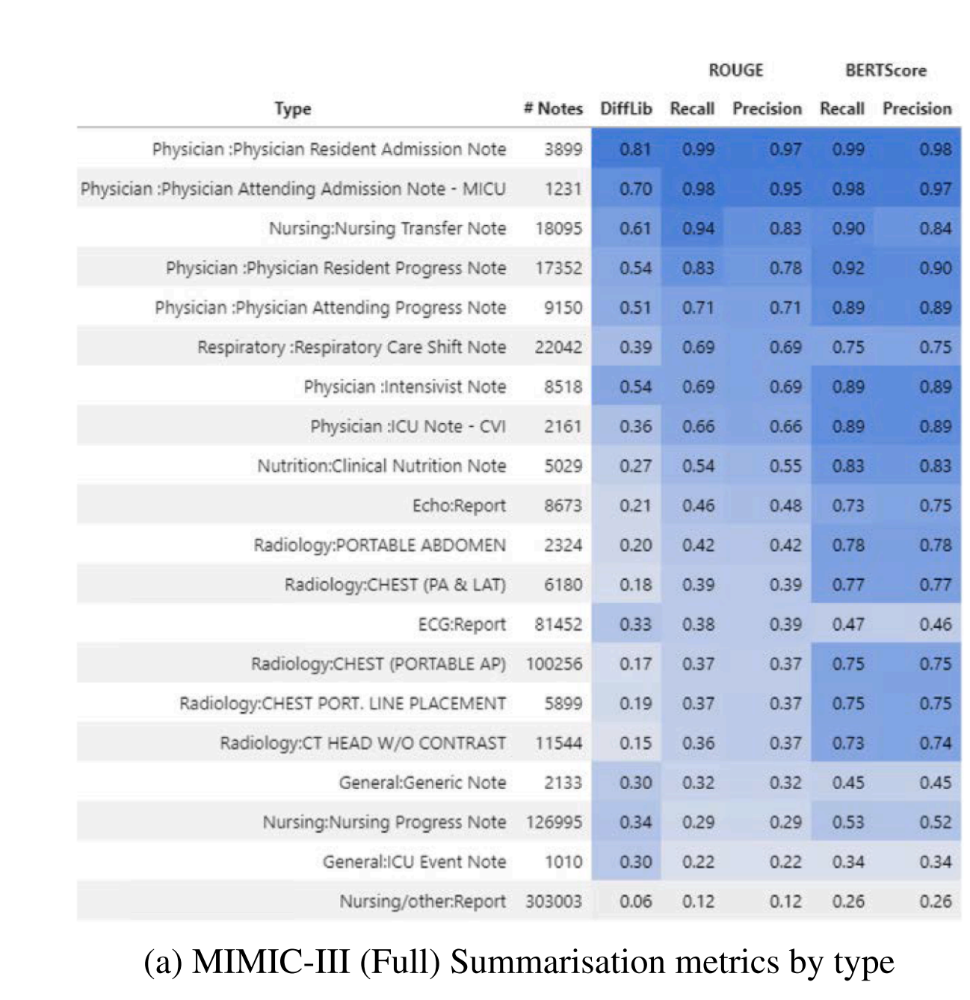 ROUGE BERTScore
Type # Notes DiffLib Recall Precision Recall Precision
Physician :Physician Resident Admission Note 3899 0.81 0.99 0.97 0.99 0.98
Physician :Physician Attending Admission Note - MICU 1231 0.70 0.98 0.95 0.98 0.97
Nursing:Nursing Transfer Note 18095 0.61 0.94 0.83 0.90 0.84
Physician :Physician Resident Progress Note 17352 0.54 0.83 0.78 0.92 0.90
Physician :Physician Attending Progress Note 9150 0.51 0.71 0.71 0.89 0.89
Respiratory :Respiratory Care Shift Note 22042 0.39 0.69 0.69 0.75 0.75
Physician :Intensivist Note 8518 0.54 0.69 0.69 0.89 0.89
Physician :ICU Note - CVI 2161 0.36 0.66 0.66 0.89 0.89
Nutrition:Clinical Nutrition Note 5029 0.27 0.54 0.55 0.83 0.83
Echo:Report 8673 0.21 0.46 0.48 0.73 0.75
Radiology:PORTABLE ABDOMEN 2324 0.20 0.42 0.42 0.78 0.78
Radiology:CHEST (PA & LAT) 6180 0.18 0.39 0.39 0.77 0.77
ECG:Report 81452 0.33 0.38 0.39 0.47 0.46
Radiology:CHEST (PORTABLE AP) 100256 0.17 0.37 0.37 0.75 0.75
Radiology:CHEST PORT. LINE PLACEMENT 5899 0.19 0.37 0.37 0.75 0.75
Radiology:CT HEAD W/O CONTRAST 11544 0.15 0.36 0.37 0.73 0.74
General:Generic Note 2133 0.30 0.32 0.32 0.45 0.45
Nursing:Nursing Progress Note 126995 0.34 0.29 0.29 0.53 0.52
General:ICU Event Note 1010 0.30 0.22 0.22 0.34 0.34
Nursing/other:Report 303003 0.06 0.12 0.12 0.26 0.26
(a) MIMIC-III (Full) Summarisation metrics by type